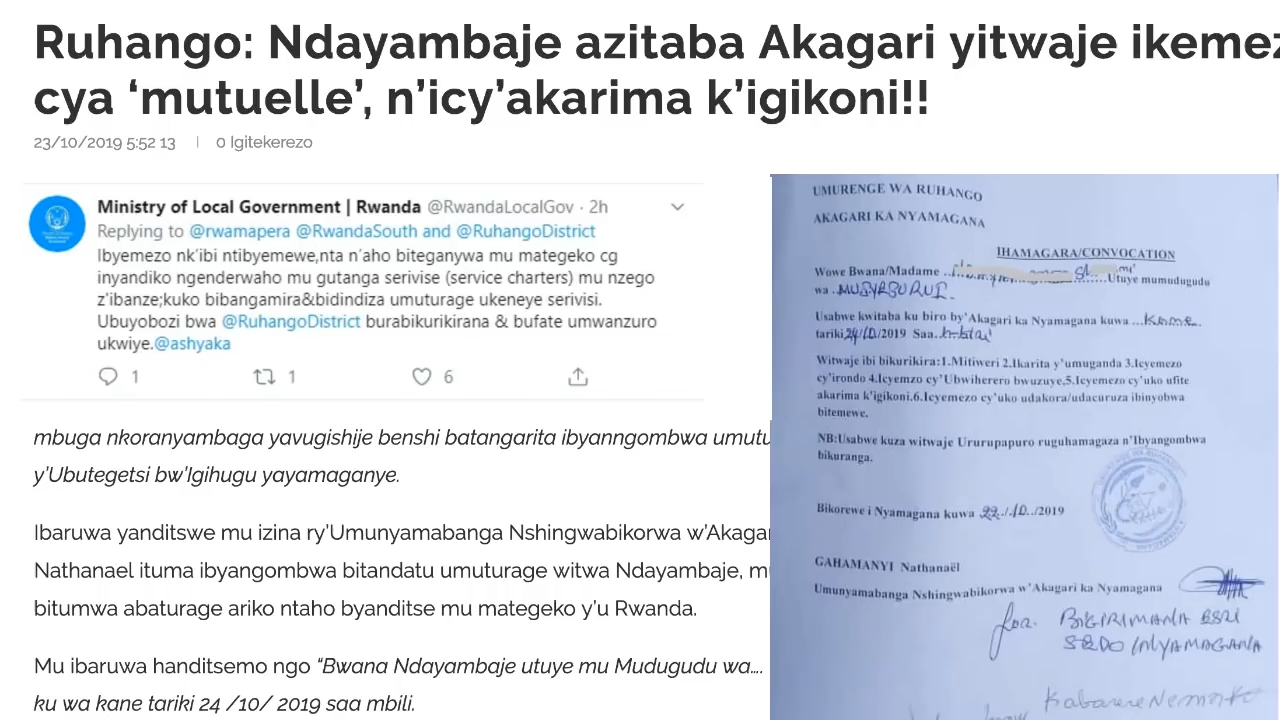 Ruhango: Ndayambaje azitaba Akagari yitwaje ikemez
cya ‘mutuelle’, n’icy’akarima k’igikoni!!
23/10/2019 5:52 13 | 0 Igitekerezo
Ministry of Local Government | Rwanda @RwandaLocalGov · 2h
Replying to @rwamapera @RwandaSouth and @RuhangoDistrict
Ibyemezo nk'ibi ntibyemewe,nta n'aho biteganywa mu mategeko cg
inyandiko ngenderwaho mu gutanga serivise (service charters) mu nzego
z'ibanze;kuko bibangamira&bidindiza umuturage ukeneye serivisi.
Ubuyobozi bwa @RuhangoDistrict burabikurikirana & bufate umwanzuro
ukwiye.@ashyaka
1 1 6
mbuga nkoranyambaga yavugishije benshi batangarita ibyanngombwa umutu
y’Ubutegetsi bw’Igihugu yayamaganye.
Ibaruwa yanditswe mu izina ry’Umunyamabanga Nshingwabikorwa w’Akagar
Nathanael ituma ibyangombwa bitandatu umuturage witwa Ndayambaje, mu
bitumwa abaturage ariko ntaho byanditse mu mategeko y’u Rwanda.
Mu ibaruwa handitsemo ngo “Bwana Ndayambaje utuye mu Mudugudu wa….
ku wa kane tariki 24 /10/ 2019 saa mbili.
UMURENGE WA RUHANGO
AKAGARI KA NYAMAGANA
IHAMAGARA/CONVOCATION
Wowe Bwana/Madame ........Utuye mumudugudu
wa .MUSYRSURUI.
Usabwe kwitaba ku biro by'Akagari ka Nyamagana kuwa ...Kane..
tariki 24/10/2019 Saa..
Witwaje ibi bikurikira:1.Mitiweri 2.Ikarita y'umuganda 3.Icyemezo
cy'irondo 4.Icyemzo cy'Ubwiherero bwuzuye,5.Icyemezo cy'uko ufite
akarima k'igikoni.6.Icyemezo cy'uko udakora/udacuruza ibinyobwa
bitemewe.
NB:Usabwe kuza witwaje Ururupapuro ruguhamagaza n'Ibyangombwa
bikuranga.
Bikorewe i Nyamagana kuwa 22../.10../2019
GAHAMANYI Nathanaël
Umunyamabanga Nshingwabikorwa w'Akagari ka Nyamagana
for. BIGIRIMANA ESRI
SEDO /NYAMAGANA